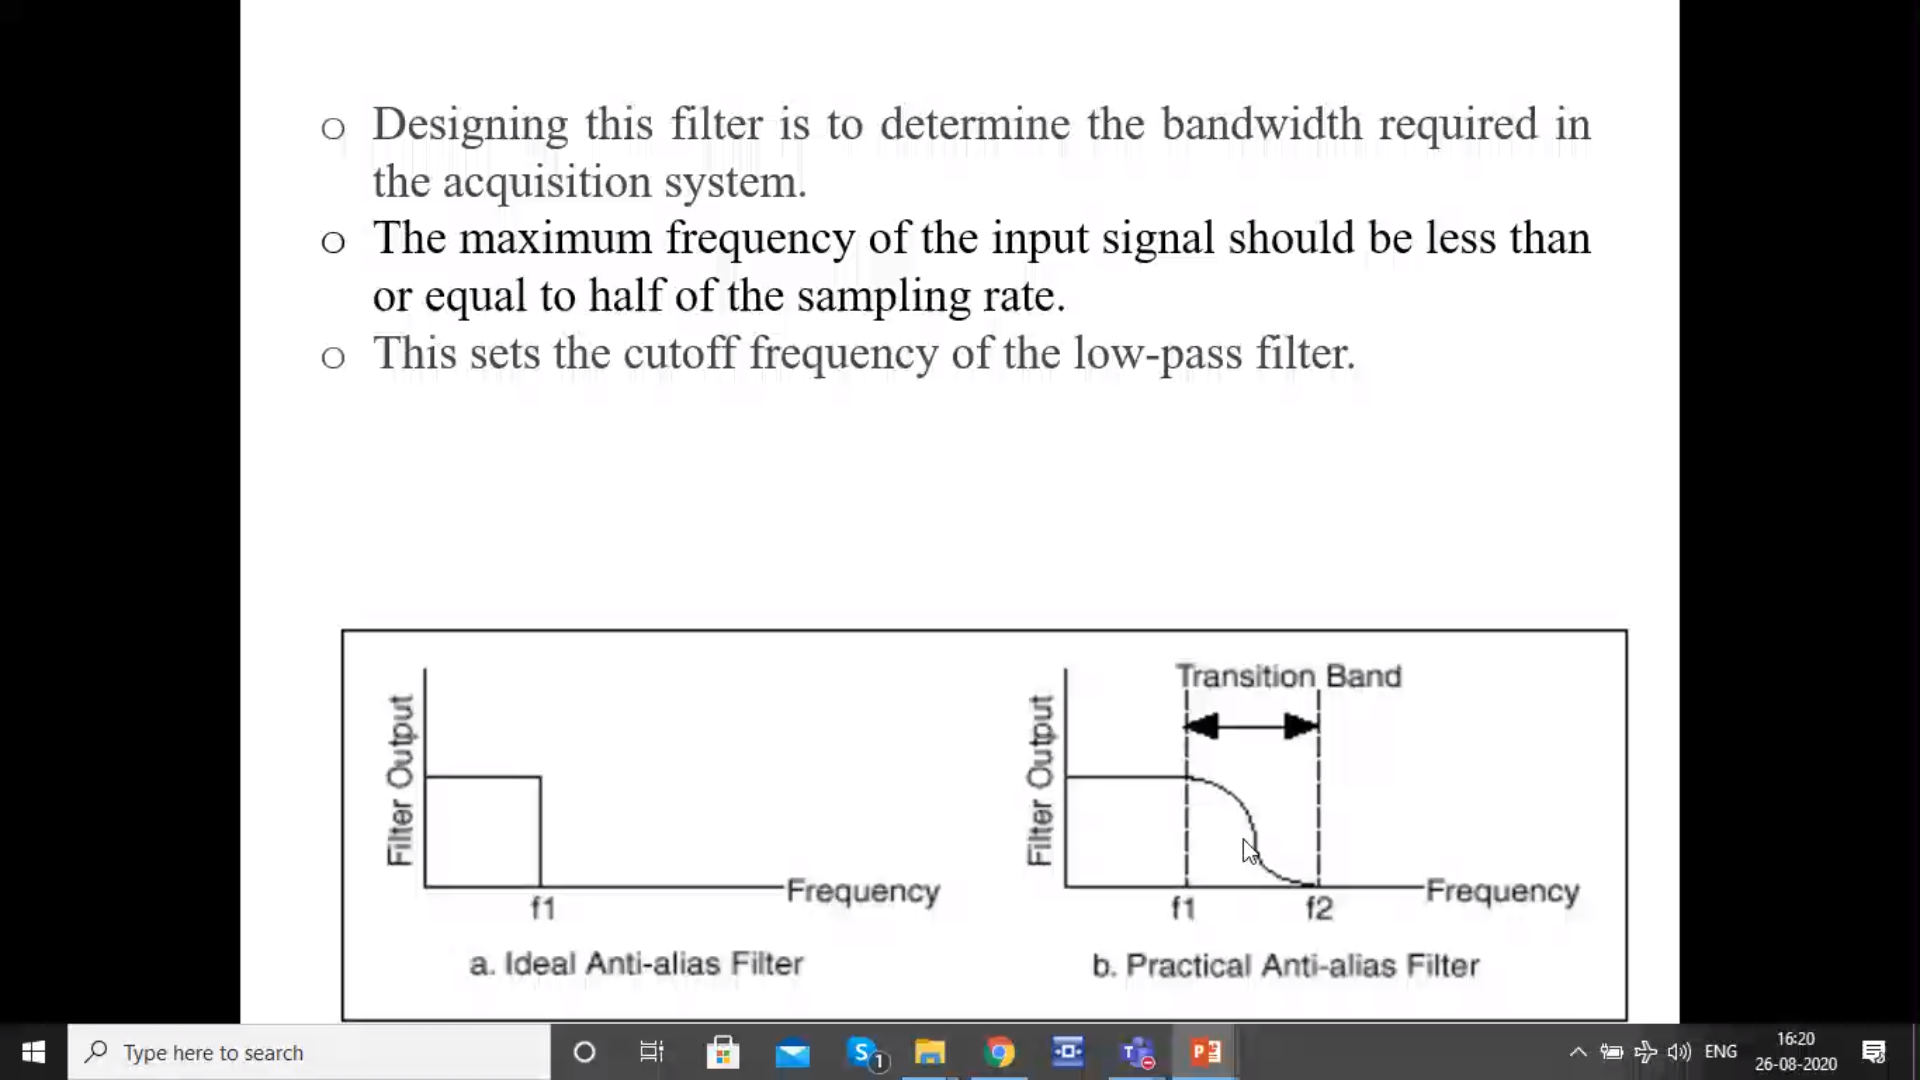 ○ Designing this filter is to determine the bandwidth required in
the acquisition system.
○ The maximum frequency of the input signal should be less than
or equal to half of the sampling rate.
○ This sets the cutoff frequency of the low-pass filter.
Filter Output
f1
Frequency
a. Ideal Anti-alias Filter
Transition Band
Filter Output
f1
f2
Frequency
b. Practical Anti-alias Filter
Type here to search
S
1
T
P
ENG
16:20
26-08-2020